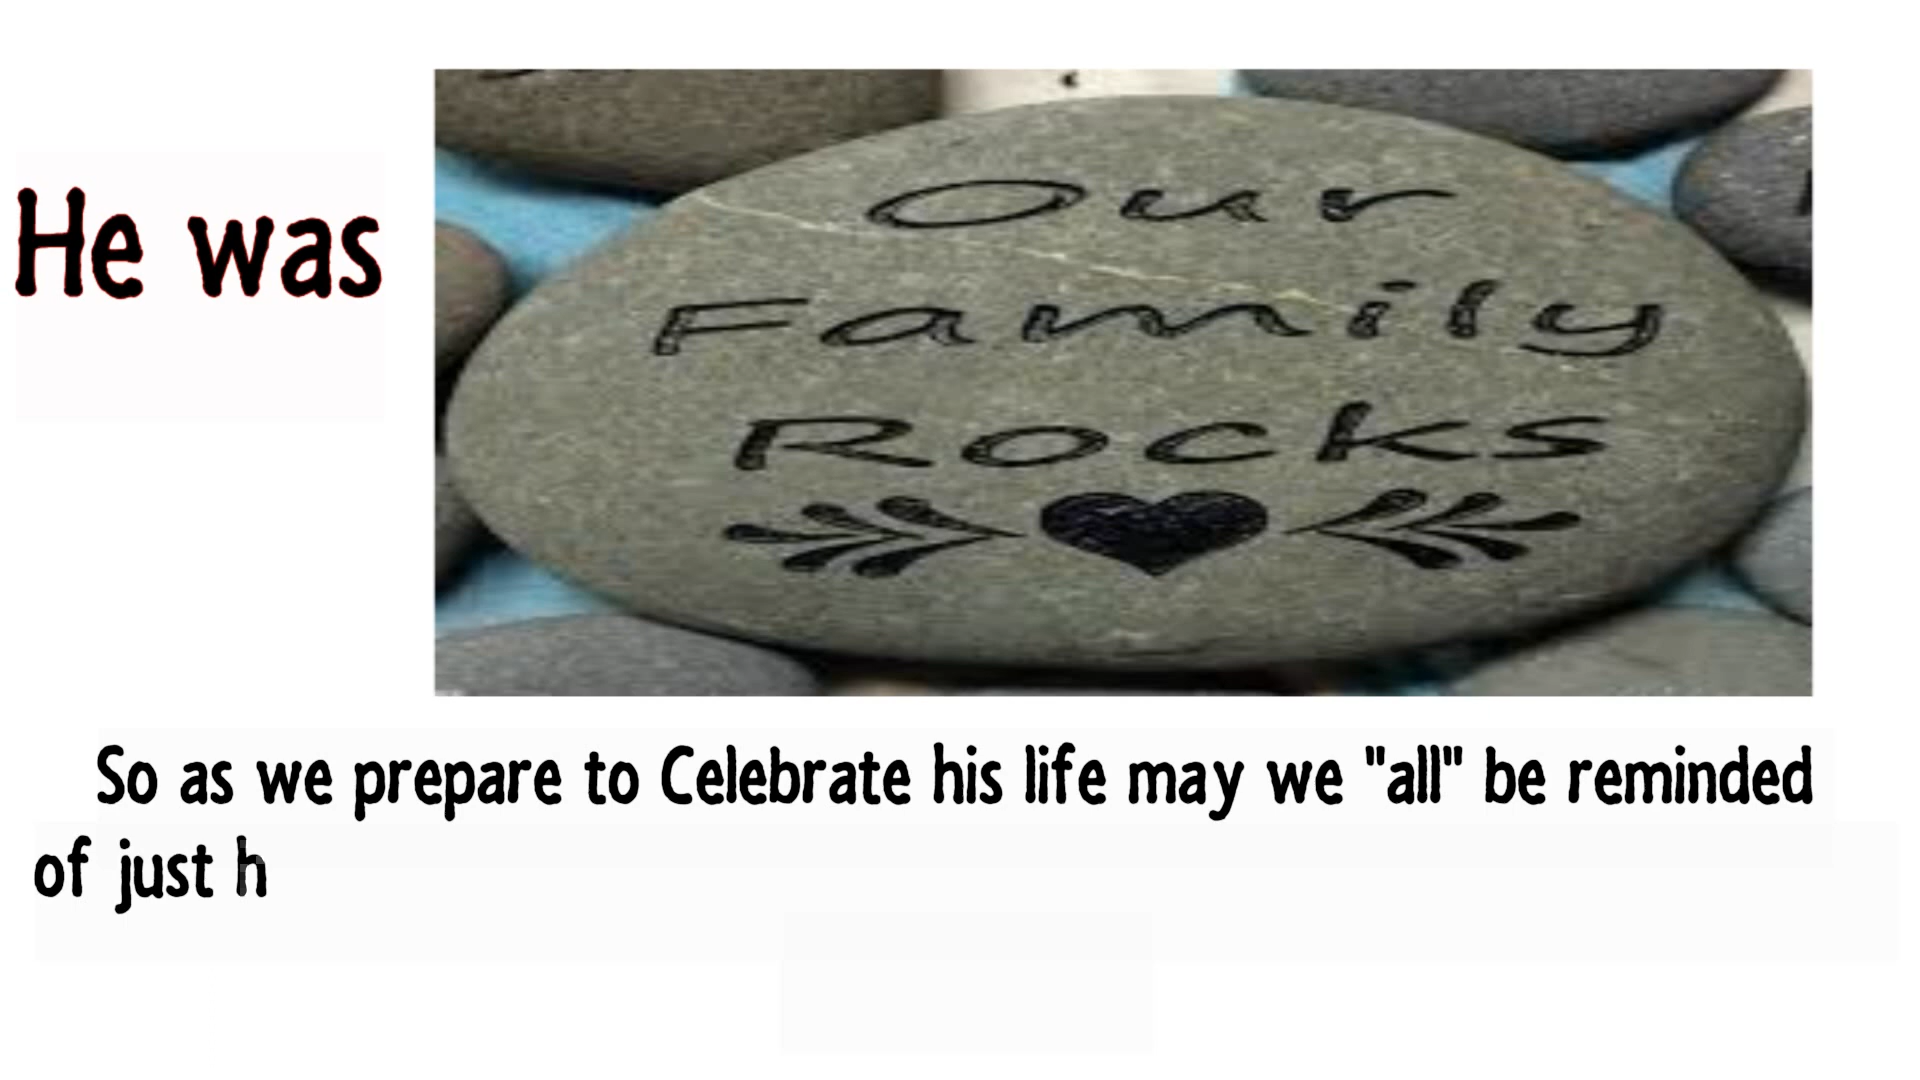 He was
Our
Family
Rocks
So as we prepare to Celebrate his life may we "all" be reminded
of just h